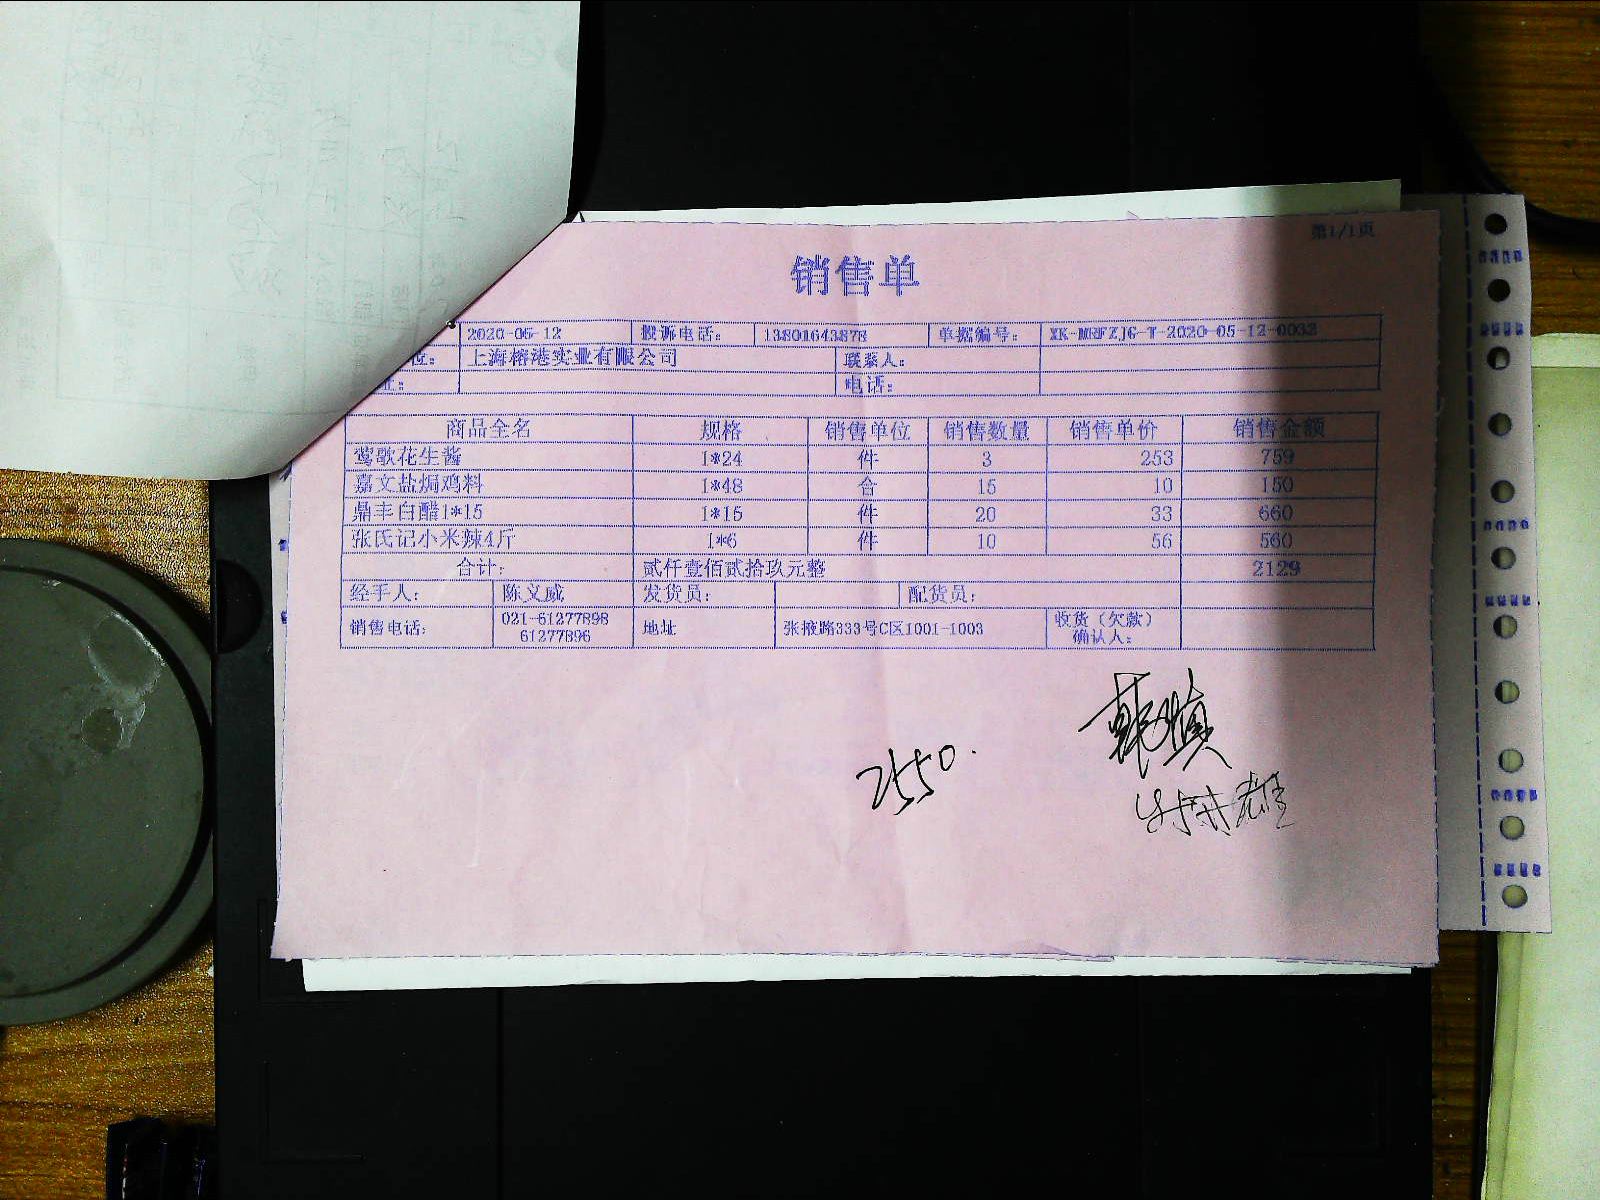 第1/1页
销售单
2020-05-12 投诉电话: 13801643878 单据编号: XK-MRFZJG-T-2020-05-12-0032
位: 上海榕港实业有限公司 联系人:
址: 电话:
商品全名 规格 销售单位 销售数量 销售单价 销售金额
莺歌花生酱 1*24 件 3 253 759
嘉文盐焗鸡料 1*48 合 15 10 150
鼎丰白醋1*15 1*15 件 20 33 660
张氏记小米辣4斤 1*6 件 10 56 560
合计: 贰仟壹佰贰拾玖元整 2129
经手人: 陈义威 发货员: 配货员:
销售电话: 021-61277898 地址 张掖路333号C区1001-1003 收货（欠款）
61277896 确认人:
2550.